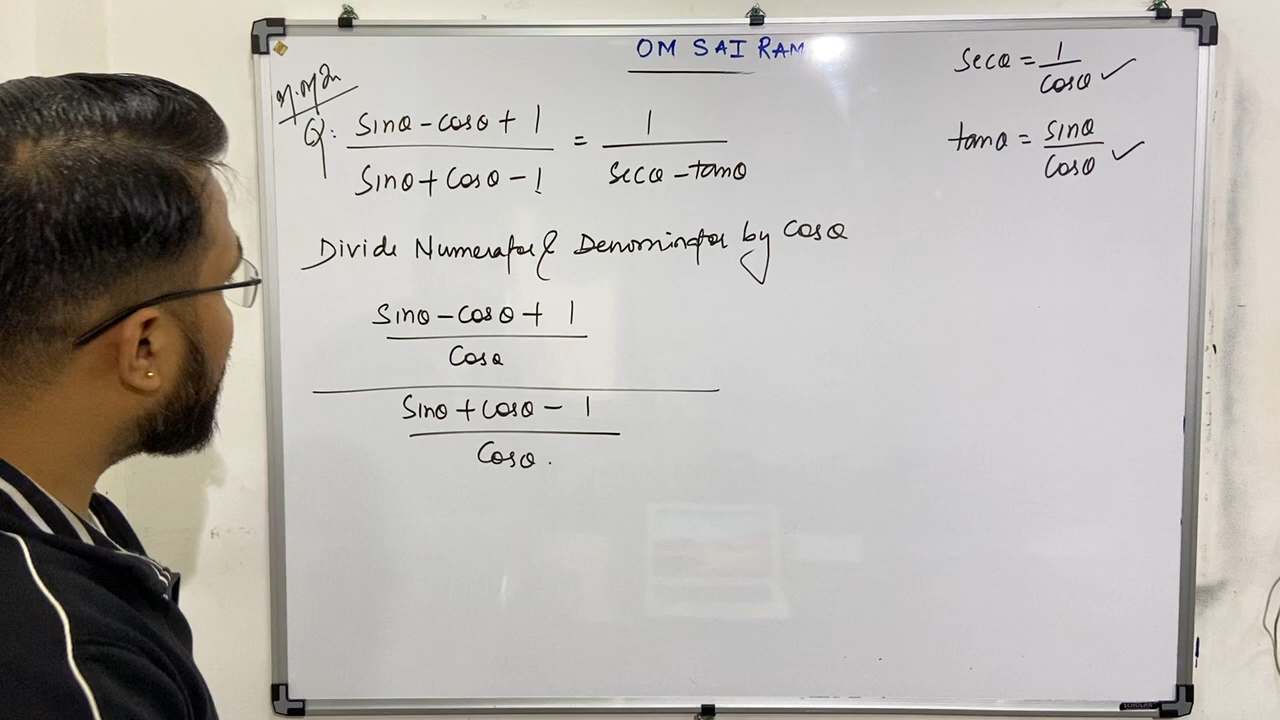 OM SAI RAM
Q: (sinθ - cosθ + 1) / (sinθ + cosθ - 1) = 1 / (secθ - tanθ)
secθ = 1 / cosθ ✓
tanθ = sinθ / cosθ ✓
Divide Numerator & Denominator by cosθ
sinθ - cosθ + 1
cosθ
sinθ + cosθ - 1
cosθ.